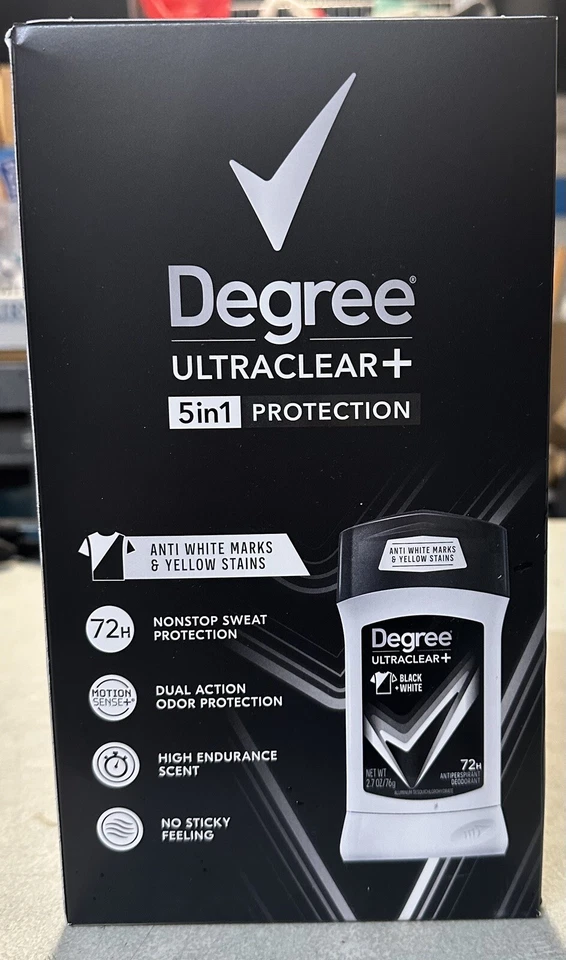 Degree®
ULTRACLEAR+
5in1 PROTECTION
ANTI WHITE MARKS
& YELLOW STAINS
72H
NONSTOP SWEAT
PROTECTION
MOTION
SENSE+
DUAL ACTION
ODOR PROTECTION
HIGH ENDURANCE
SCENT
NO STICKY
FEELING
ANTI WHITE MARKS
& YELLOW STAINS
Degree
ULTRACLEAR+
BLACK
+WHITE
72H
ANTIPERSPIRANT
DEODORANT
NET WT
2.7 OZ/76g